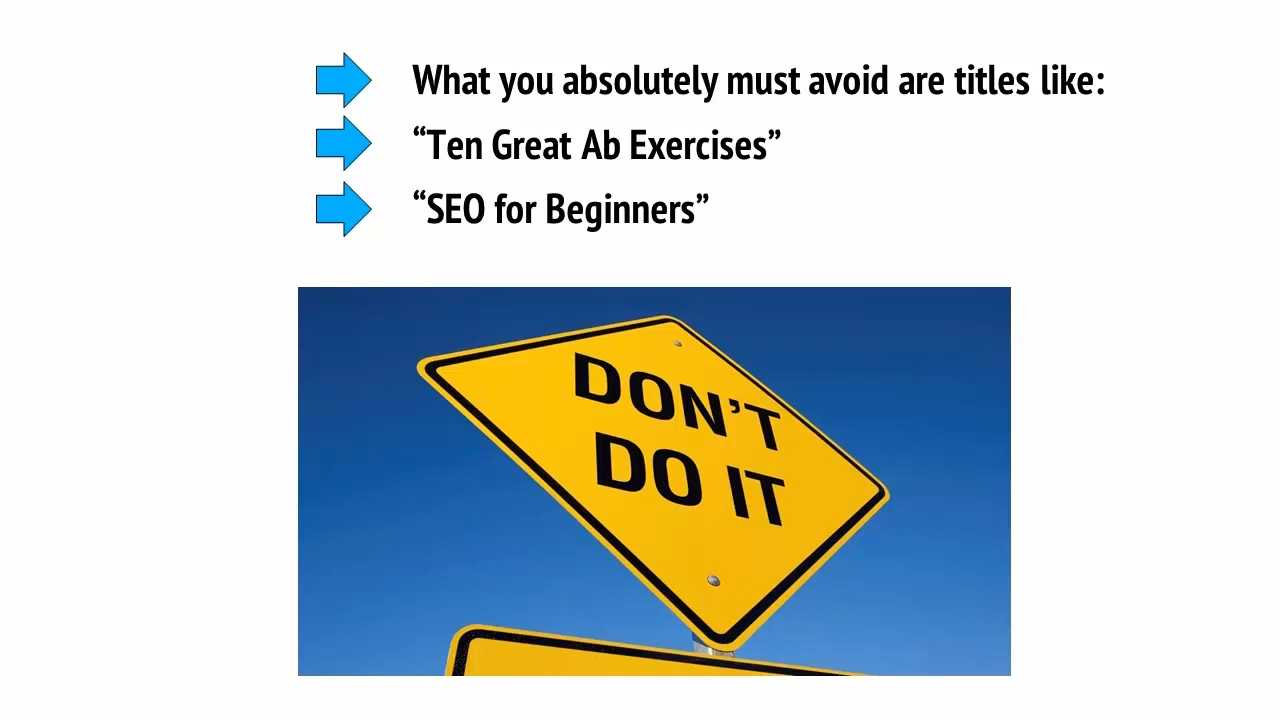 What you absolutely must avoid are titles like:
“Ten Great Ab Exercises”
“SEO for Beginners”
DON’T
DO IT